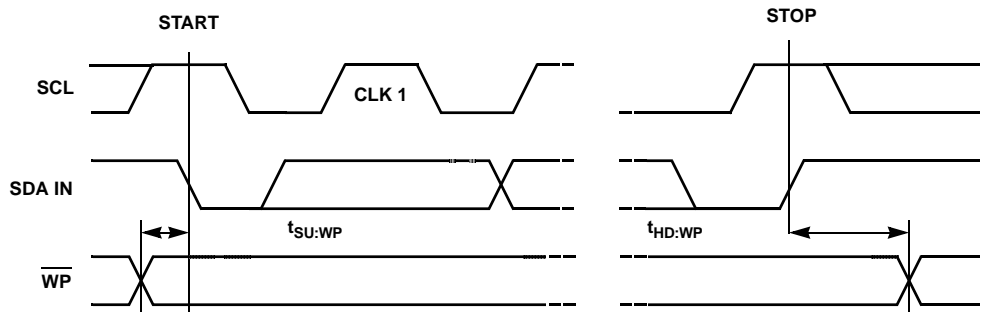 START
STOP
SCL
CLK 1
SDA IN
tSU:WP
tHD:WP
WP